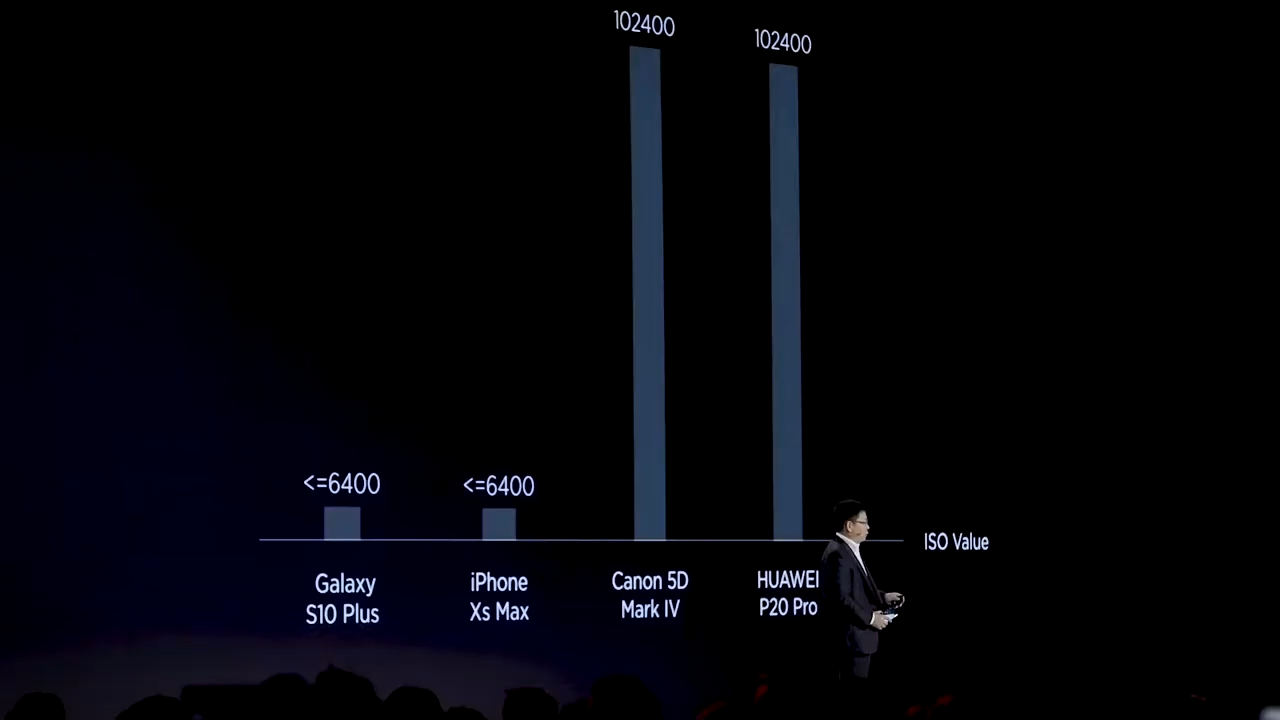 102400
102400
<=6400
<=6400
ISO Value
Galaxy
S10 Plus
iPhone
Xs Max
Canon 5D
Mark IV
HUAWEI
P20 Pro